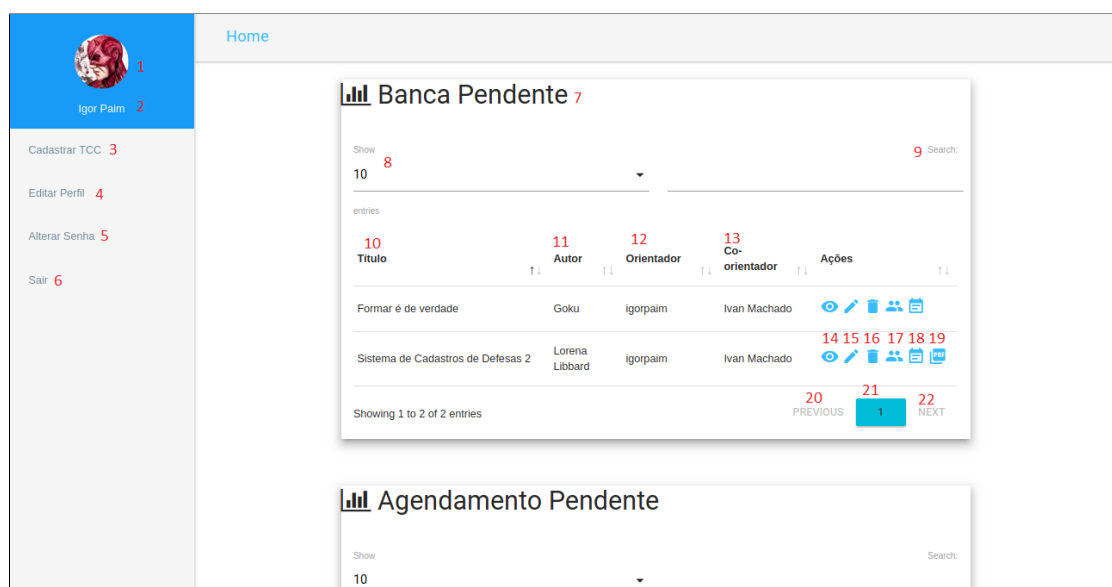 Home
1
Igor Paim 2
Cadastrar TCC 3
Editar Perfil 4
Alterar Senha 5
Sair 6
Banca Pendente 7
Show
8
10
9 Search:
entries
10 11 12 13
Título Autor Orientador Co-orientador Ações
Formar é de verdade Goku igorpaim Ivan Machado
14 15 16 17 18 19
Sistema de Cadastros de Defesas 2 Lorena Libbard igorpaim Ivan Machado
PDF
20 21 22
Showing 1 to 2 of 2 entries PREVIOUS 1 NEXT
Agendamento Pendente
Show Search:
10